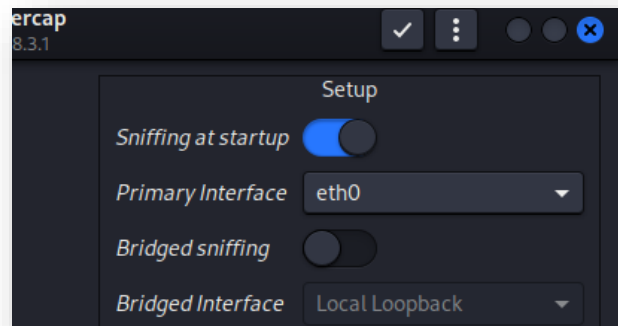 ercap
8.3.1
Setup
Sniffing at startup
Primary Interface eth0
Bridged sniffing
Bridged Interface Local Loopback